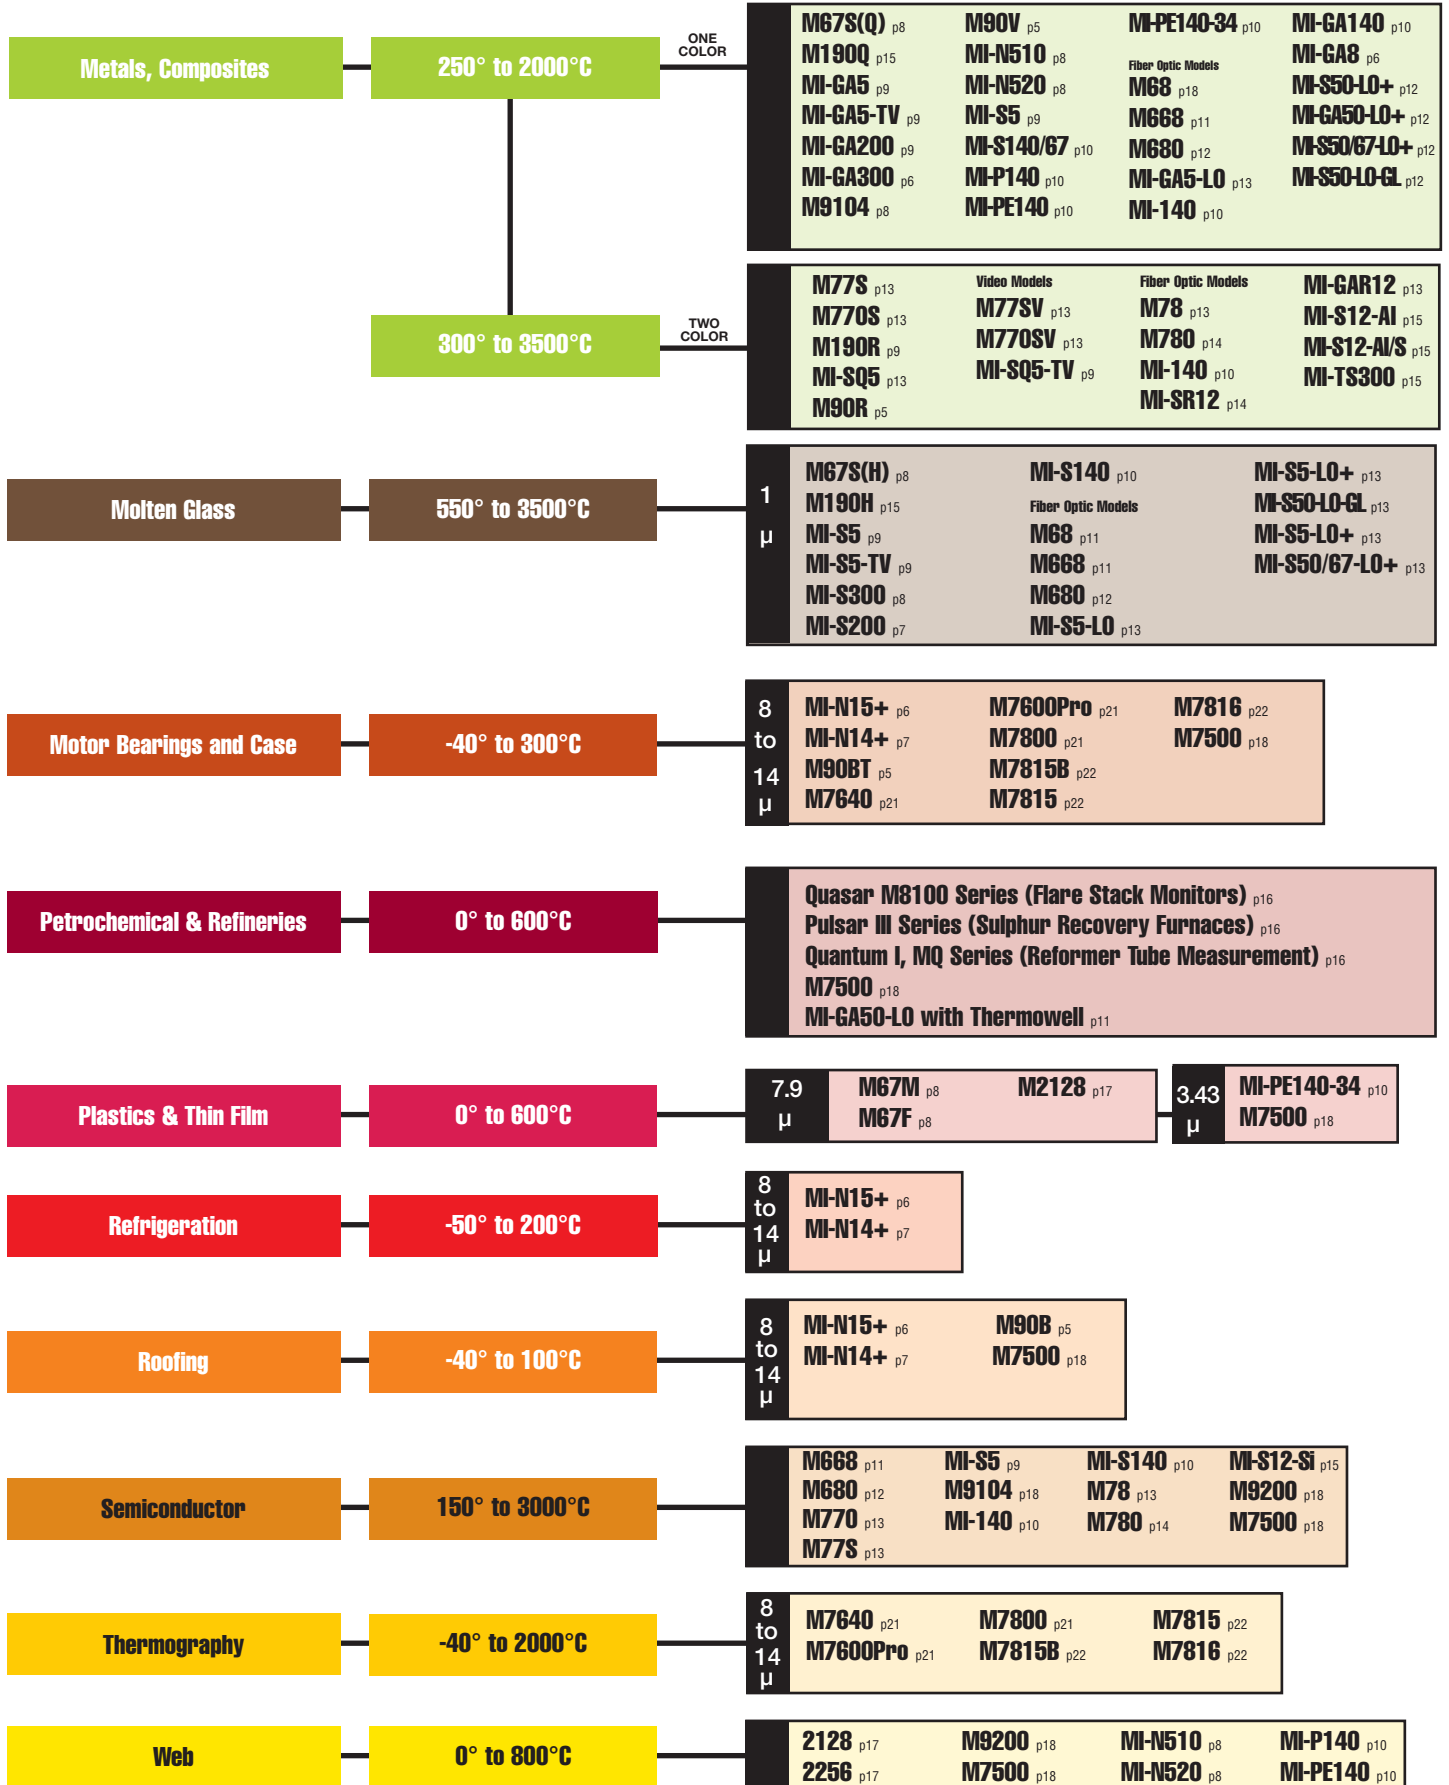 Metals, Composites
250° to 2000°C
ONE
COLOR
M67S(Q) p8
M190Q p15
MI-GA5 p9
MI-GA5-TV p9
MI-GA200 p9
MI-GA300 p6
M9104 p8
M90V p5
MI-N510 p8
MI-N520 p8
MI-S5 p9
MI-S140/67 p10
MI-P140 p10
MI-PE140 p10
MI-PE140-34 p10
Fiber Optic Models
M68 p18
M668 p11
M680 p12
MI-GA5-LO p13
MI-140 p10
MI-GA140 p10
MI-GA8 p6
MI-S50-LO+ p12
MI-GA50-LO+ p12
MI-S50/67-LO+ p12
MI-S50-LO-GL p12
300° to 3500°C
TWO
COLOR
M77S p13
M770S p13
M190R p9
MI-SQ5 p13
M90R p5
Video Models
M77SV p13
M770SV p13
MI-SQ5-TV p9
Fiber Optic Models
M78 p13
M780 p14
MI-140 p10
MI-SR12 p14
MI-GAR12 p13
MI-S12-AI p15
MI-S12-AI/S p15
MI-TS300 p15
Molten Glass
550° to 3500°C
1
µ
M67S(H) p8
M190H p15
MI-S5 p9
MI-S5-TV p9
MI-S300 p8
MI-S200 p7
MI-S140 p10
Fiber Optic Models
M68 p11
M668 p11
M680 p12
MI-S5-LO p13
MI-S5-LO+ p13
MI-S50-LO-GL p13
MI-S5-LO+ p13
MI-S50/67-LO+ p13
Motor Bearings and Case
-40° to 300°C
8
to
14
µ
MI-N15+ p6
MI-N14+ p7
M90BT p5
M7640 p21
M7600Pro p21
M7800 p21
M7815B p22
M7815 p22
M7816 p22
M7500 p18
Petrochemical & Refineries
0° to 600°C
Quasar M8100 Series (Flare Stack Monitors) p16
Pulsar III Series (Sulphur Recovery Furnaces) p16
Quantum I, MQ Series (Reformer Tube Measurement) p16
M7500 p18
MI-GA50-LO with Thermowell p11
Plastics & Thin Film
0° to 600°C
7.9
µ
M67M p8
M67F p8
M2128 p17
3.43
µ
MI-PE140-34 p10
M7500 p18
Refrigeration
-50° to 200°C
8
to
14
µ
MI-N15+ p6
MI-N14+ p7
Roofing
-40° to 100°C
8
to
14
µ
MI-N15+ p6
MI-N14+ p7
M90B p5
M7500 p18
Semiconductor
150° to 3000°C
M668 p11
M680 p12
M770 p13
M77S p13
MI-S5 p9
M9104 p18
MI-140 p10
MI-S140 p10
M78 p13
M780 p14
MI-S12-Si p15
M9200 p18
M7500 p18
Thermography
-40° to 2000°C
8
to
14
µ
M7640 p21
M7600Pro p21
M7800 p21
M7815B p22
M7815 p22
M7816 p22
Web
0° to 800°C
2128 p17
2256 p17
M9200 p18
M7500 p18
MI-N510 p8
MI-N520 p8
MI-P140 p10
MI-PE140 p10